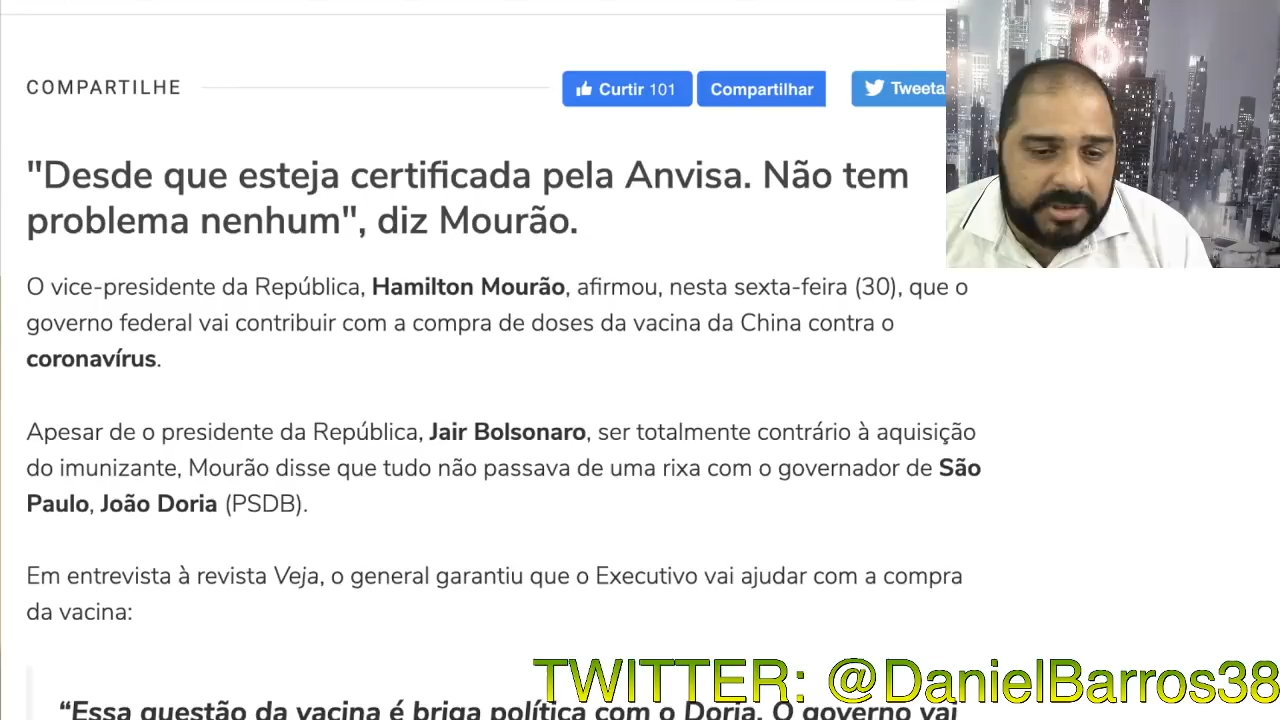 COMPARTILHE
Curtir 101
Compartilhar
Tweeta
"Desde que esteja certificada pela Anvisa. Não tem
problema nenhum", diz Mourão.
O vice-presidente da República, Hamilton Mourão, afirmou, nesta sexta-feira (30), que o
governo federal vai contribuir com a compra de doses da vacina da China contra o
coronavírus.
Apesar de o presidente da República, Jair Bolsonaro, ser totalmente contrário à aquisição
do imunizante, Mourão disse que tudo não passava de uma rixa com o governador de São
Paulo, João Doria (PSDB).
Em entrevista à revista Veja, o general garantiu que o Executivo vai ajudar com a compra
da vacina:
“Essa questão da vacina é briga política com o Doria. O governo vai
TWITTER: @DanielBarros38